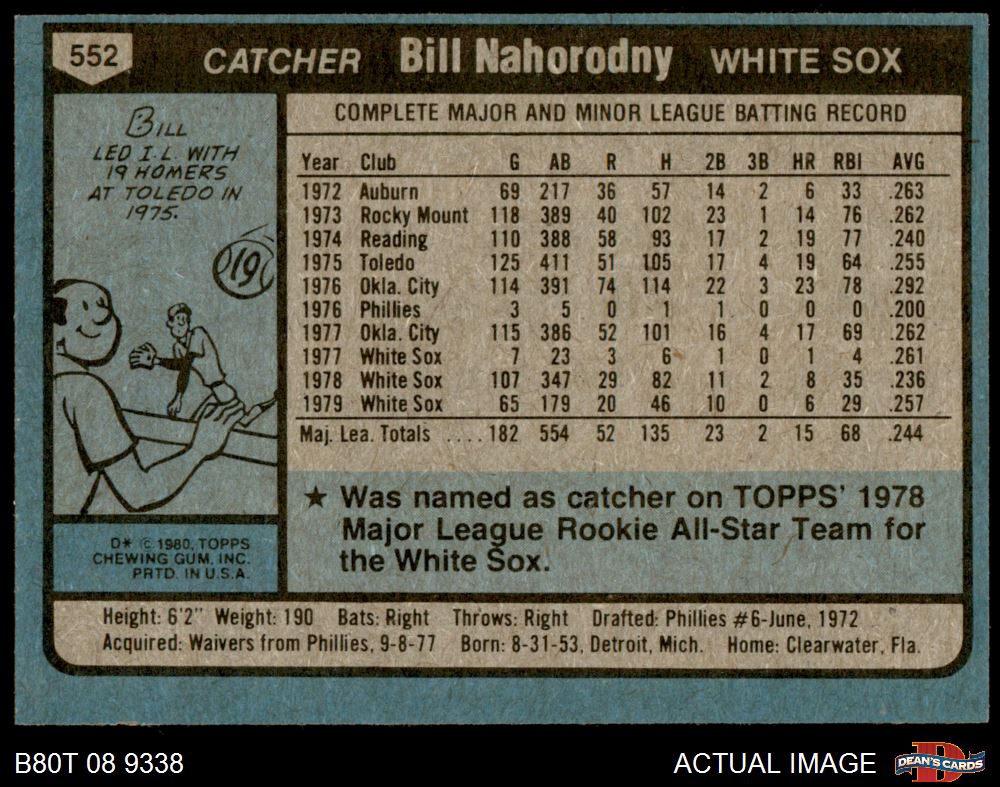 552 CATCHER Bill Nahorodny WHITE SOX
BILL
LED I.L. WITH
19 HOMERS
AT TOLEDO IN
1975.
19
D* © 1980, TOPPS
CHEWING GUM, INC.
PRTD. IN U.S.A.
COMPLETE MAJOR AND MINOR LEAGUE BATTING RECORD
Year Club G AB R H 2B 3B HR RBI AVG
1972 Auburn 69 217 36 57 14 2 6 33 .263
1973 Rocky Mount 118 389 40 102 23 1 14 76 .262
1974 Reading 110 388 58 93 17 2 19 77 .240
1975 Toledo 125 411 51 105 17 4 19 64 .255
1976 Okla. City 114 391 74 114 22 3 23 78 .292
1976 Phillies 3 5 0 1 1 0 0 0 .200
1977 Okla. City 115 386 52 101 16 4 17 69 .262
1977 White Sox 7 23 3 6 1 0 1 4 .261
1978 White Sox 107 347 29 82 11 2 8 35 .236
1979 White Sox 65 179 20 46 10 0 6 29 .257
Maj. Lea. Totals ....182 554 52 135 23 2 15 68 .244
★ Was named as catcher on TOPPS' 1978
Major League Rookie All-Star Team for
the White Sox.
Height: 6'2" Weight: 190 Bats: Right Throws: Right Drafted: Phillies #6-June, 1972
Acquired: Waivers from Phillies, 9-8-77 Born: 8-31-53, Detroit, Mich. Home: Clearwater, Fla.
B80T 08 9338 ACTUAL IMAGE D DEAN'S CARDS